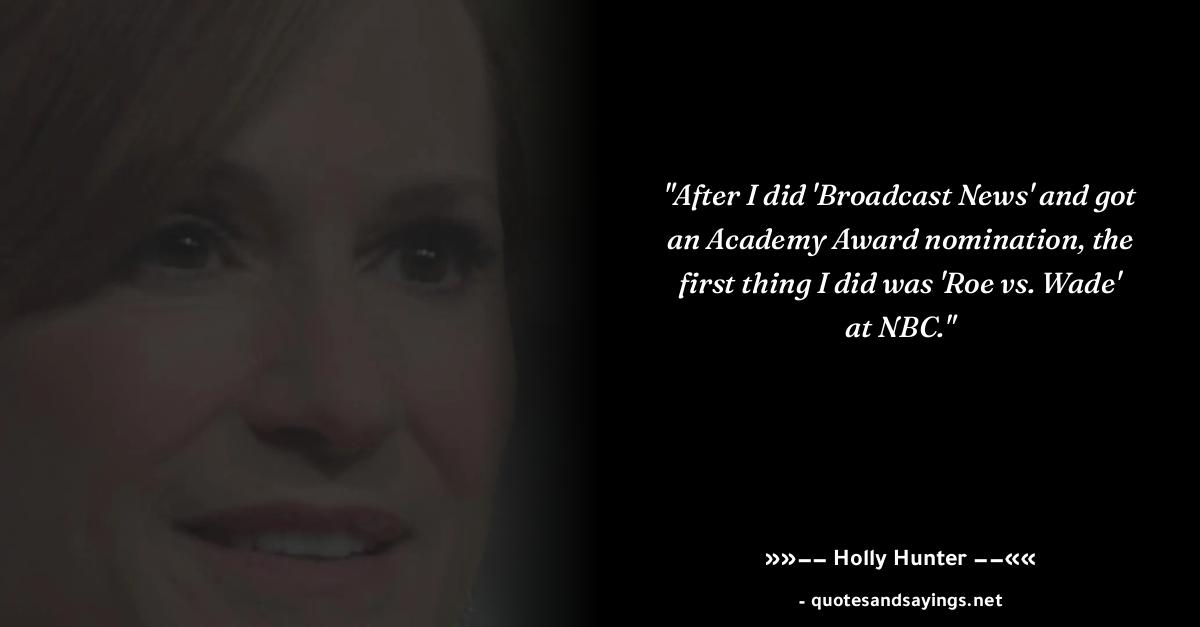 "After I did 'Broadcast News' and got
an Academy Award nomination, the
first thing I did was 'Roe vs. Wade'
at NBC."
»»−− Holly Hunter −−««
- quotesandsayings.net